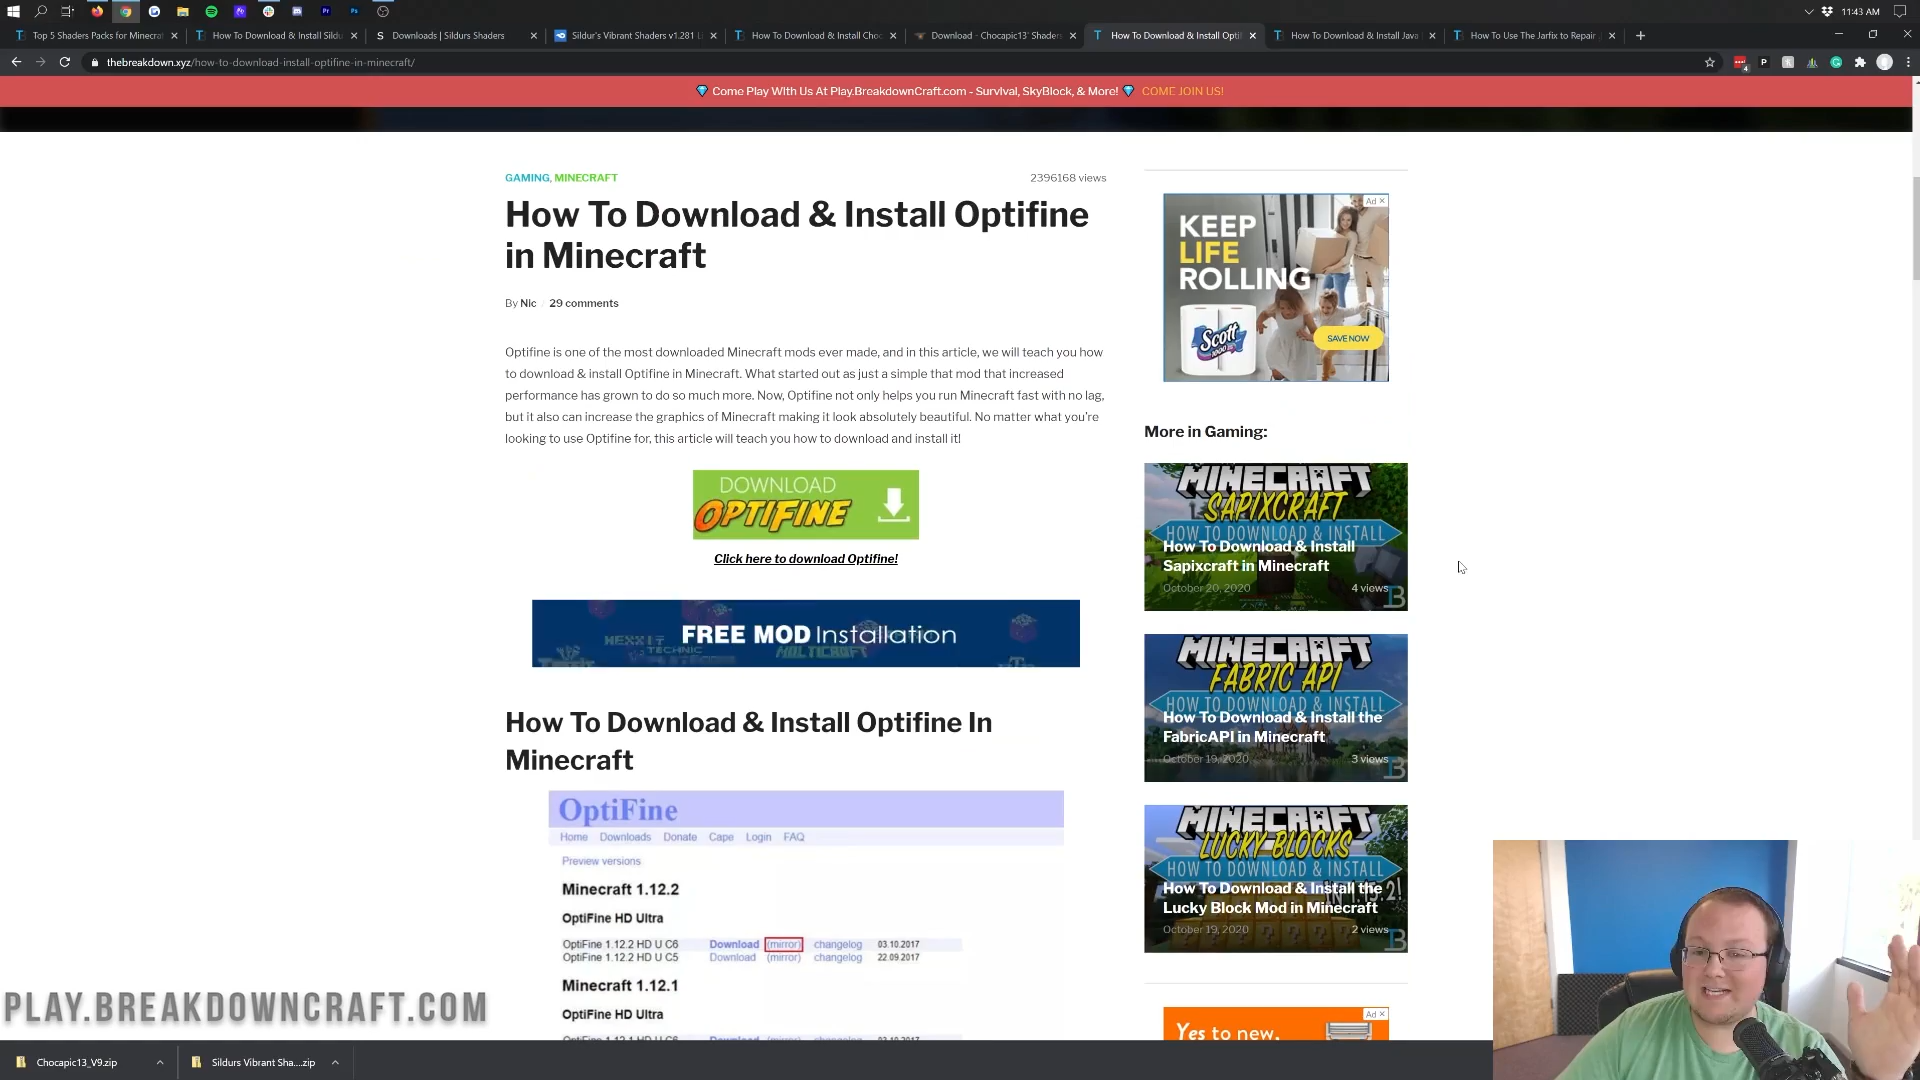 11:43 AM
Top 5 Shaders Packs for Minecra
How To Download & Install Sildu
Downloads | Sildurs Shaders
Sildur's Vibrant Shaders v1.281
How To Download & Install Choc
Download - Chocapic13' Shaders
How To Download & Install Opti
How To Download & Install Java
How To Use The Jarfix to Repair
thebreakdown.xyz/how-to-download-install-optifine-in-minecraft/
Come Play With Us At Play.BreakdownCraft.com - Survival, SkyBlock, & More! COME JOIN US!
GAMING, MINECRAFT
2396168 views
How To Download & Install Optifine
in Minecraft
By Nic / 29 comments
Optifine is one of the most downloaded Minecraft mods ever made, and in this article, we will teach you how
to download & install Optifine in Minecraft. What started out as just a simple that mod that increased
performance has grown to do so much more. Now, Optifine not only helps you run Minecraft fast with no lag,
but it also can increase the graphics of Minecraft making it look absolutely beautiful. No matter what you're
looking to use Optifine for, this article will teach you how to download and install it!
DOWNLOAD
OPTIFINE
Click here to download Optifine!
FREE MOD Installation
HEXXIT
TECHNIC
VOLTZCRAFT
How To Download & Install Optifine In
Minecraft
OptiFine
Home Downloads Donate Cape Login FAQ
Preview versions
Minecraft 1.12.2
OptiFine HD Ultra
OptiFine 1.12.2 HD U C6 Download (mirror) changelog 03.10.2017
OptiFine 1.12.2 HD U C5 Download (mirror) changelog 22.09.2017
Minecraft 1.12.1
OptiFine HD Ultra
Ad
KEEP
LIFE
ROLLING
Scott
1000
SAVE NOW
More in Gaming:
MINECRAFT
SAPIXCRAFT
HOW TO DOWNLOAD & INSTALL
How To Download & Install
Sapixcraft in Minecraft
October 20, 2020 4 views
MINECRAFT
FABRIC API
HOW TO DOWNLOAD & INSTALL
How To Download & Install the
FabricAPI in Minecraft
October 19, 2020 3 views
MINECRAFT
LUCKY BLOCKS
HOW TO DOWNLOAD & INSTALL
IN 1.15.2!
How To Download & Install the
Lucky Block Mod in Minecraft
October 19, 2020 2 views
Ad
Yes to new,
PLAY.BREAKDOWNCRAFT.COM
Chocapic13_V9.zip
Sildurs Vibrant Sha....zip